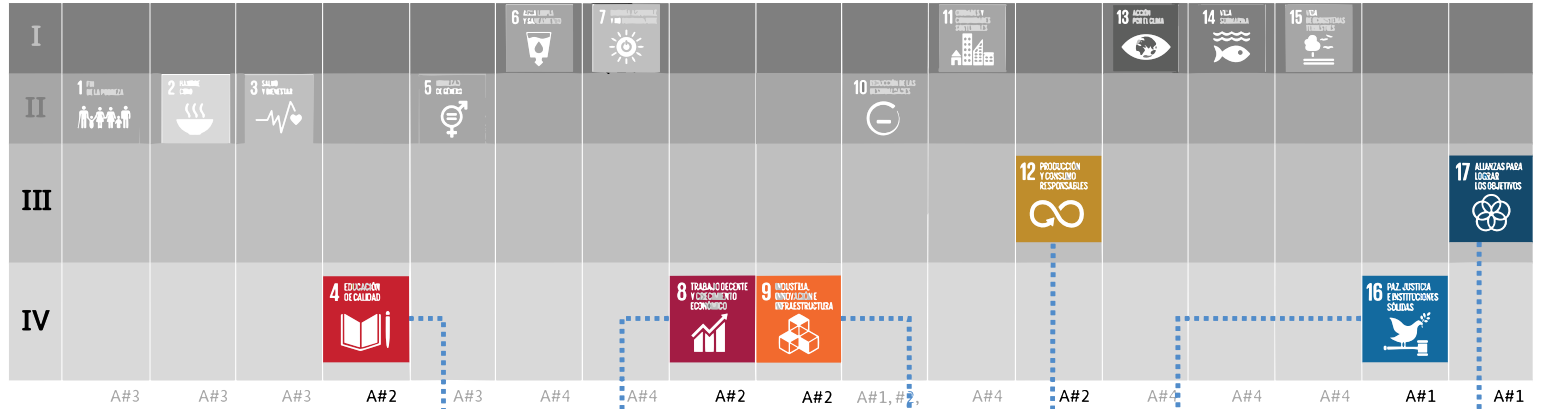 I
6 AGUA LIMPIA
Y SANEAMIENTO
7
11 CIUDADES Y
COMUNIDADES
SOSTENIBLES
13 ACCIÓN
POR EL CLIMA
14 VIDA
SUBMARINA
15 VIDA
DE ECOSISTEMAS
TERRESTRES
II
1 FIN
DE LA POBREZA
2 HAMBRE
CERO
3 SALUD
Y BIENESTAR
5 IGUALDAD
DE GÉNERO
10 REDUCCIÓN DE LAS
DESIGUALDADES
III
12 PRODUCCIÓN
Y CONSUMO
RESPONSABLES
17 ALIANZAS PARA
LOGRAR
LOS OBJETIVOS
IV
4 EDUCACIÓN
DE CALIDAD
8 TRABAJO DECENTE
Y CRECIMIENTO
ECONÓMICO
9 INDUSTRIA,
INNOVACIÓN E
INFRAESTRUCTURA
16 PAZ, JUSTICIA
E INSTITUCIONES
SÓLIDAS
A#3 A#3 A#3 A#2 A#3 A#4 A#4 A#2 A#2 A#1, #2, A#4 A#2 A#4 A#4 A#4 A#1 A#1